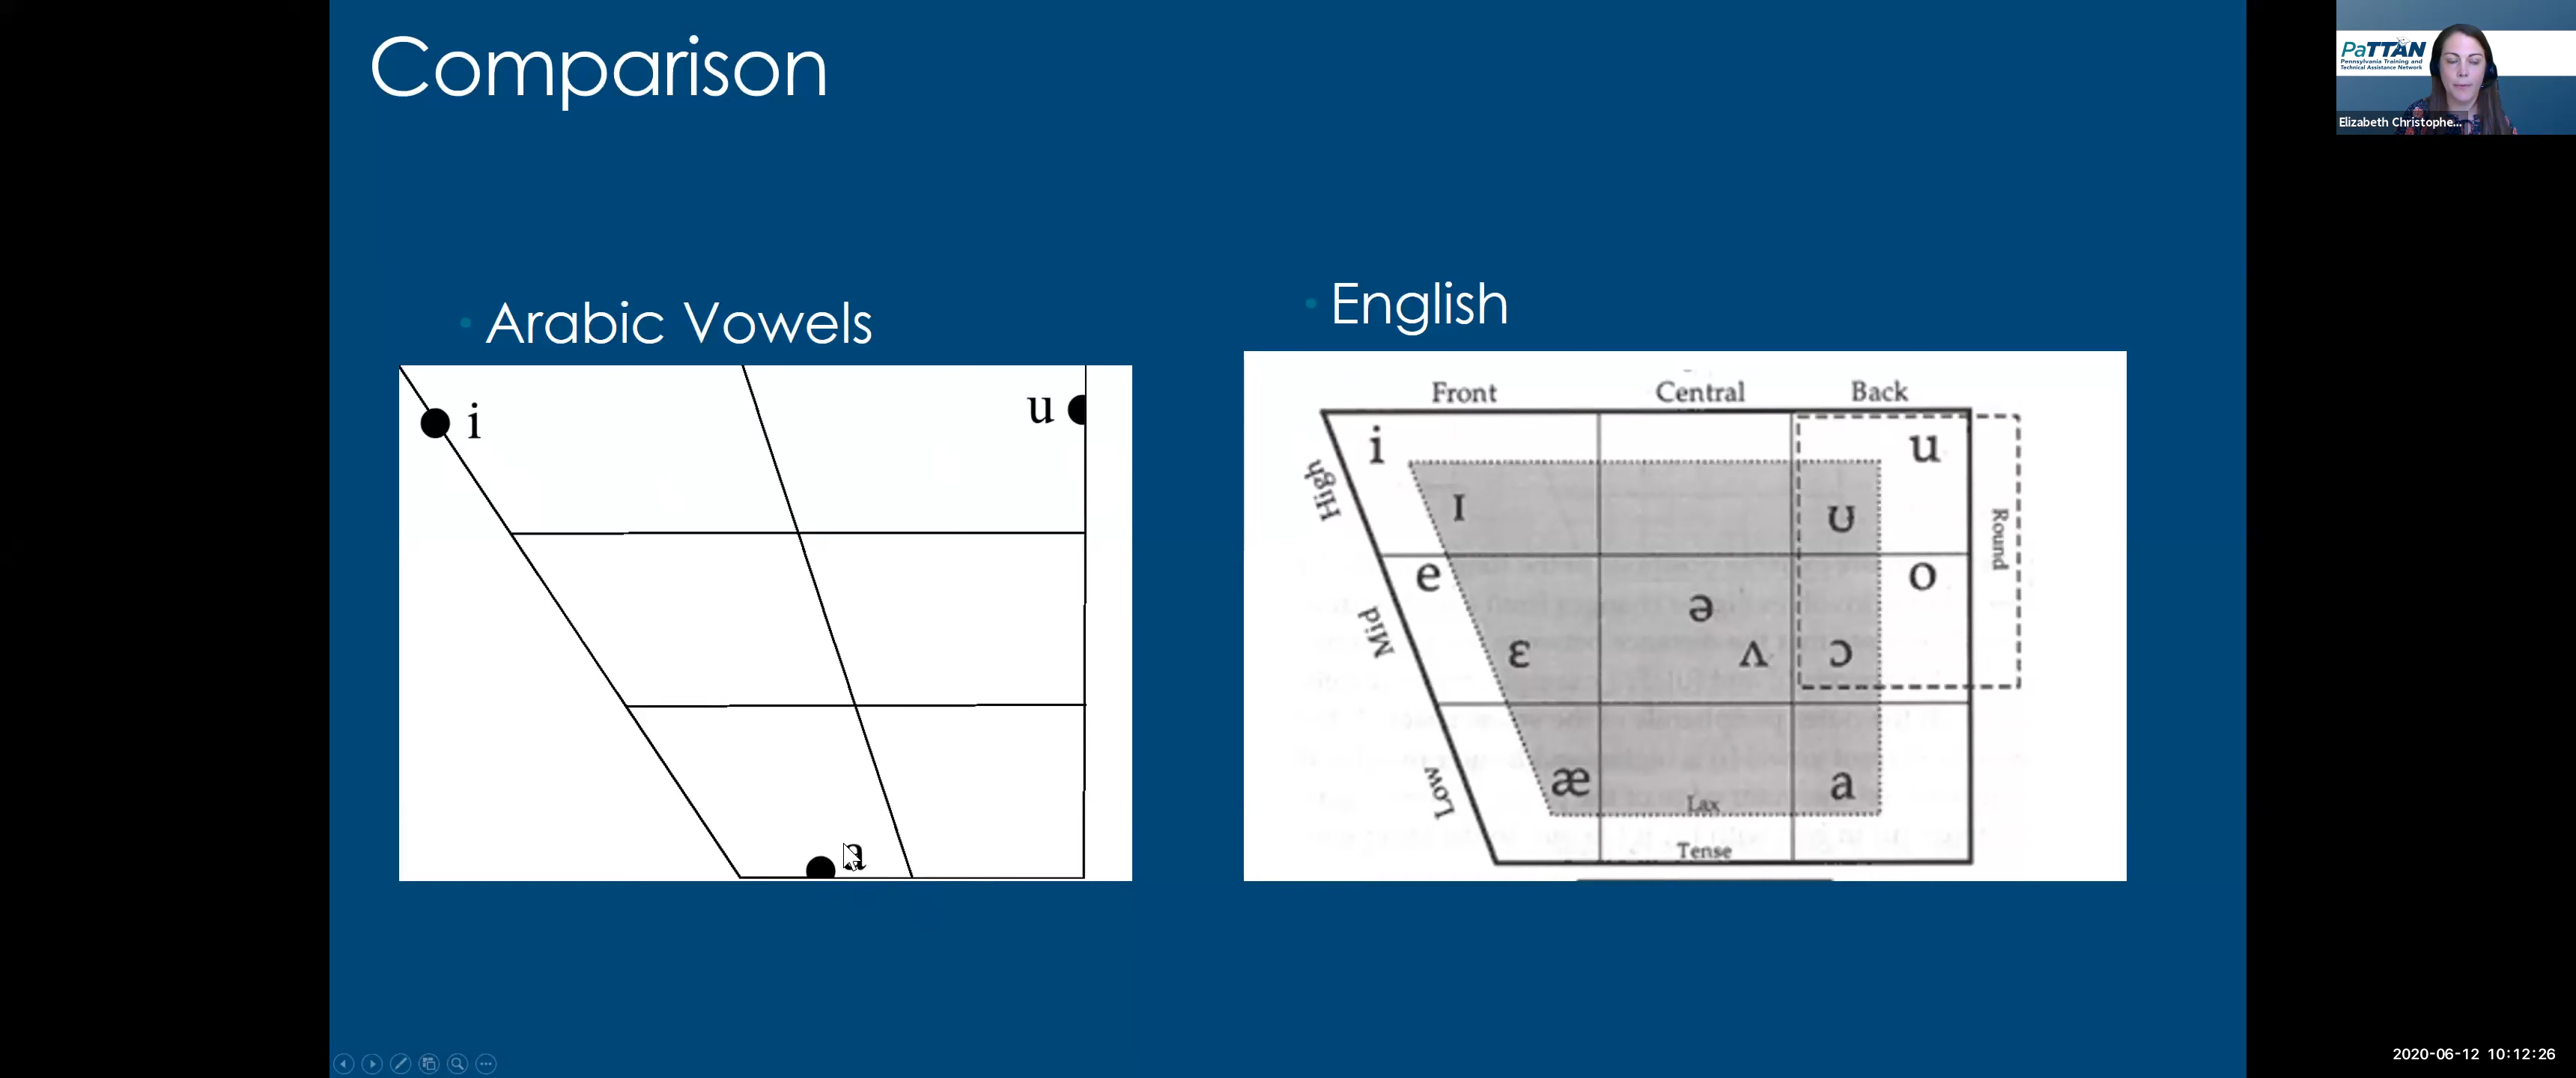 Comparison
PaTTAN
Pennsylvania Training and
Technical Assistance Network
Elizabeth Christophe...
• Arabic Vowels
i
u
a
• English
Front Central Back
High
Mid
Low
Round
i u
ɪ ʊ
e o
ə
ɛ ʌ ɔ
æ a
Lax
Tense
2020-06-12 10:12:26